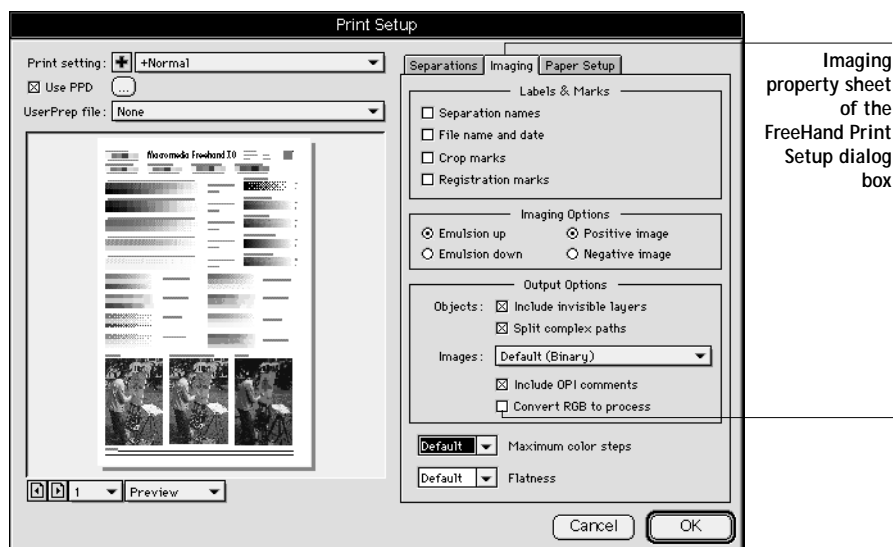 Print Setup
Print setting: +Normal
Use PPD (...)
UserPrep file: None
Macromedia Freehand 7.0
1 Preview
Separations Imaging Paper Setup
Labels & Marks
Separation names
File name and date
Crop marks
Registration marks
Imaging Options
Emulsion up Positive image
Emulsion down Negative image
Output Options
Objects: Include invisible layers
Split complex paths
Images: Default (Binary)
Include OPI comments
Convert RGB to process
Default Maximum color steps
Default Flatness
Cancel OK
Imaging
property sheet
of the
FreeHand Print
Setup dialog
box